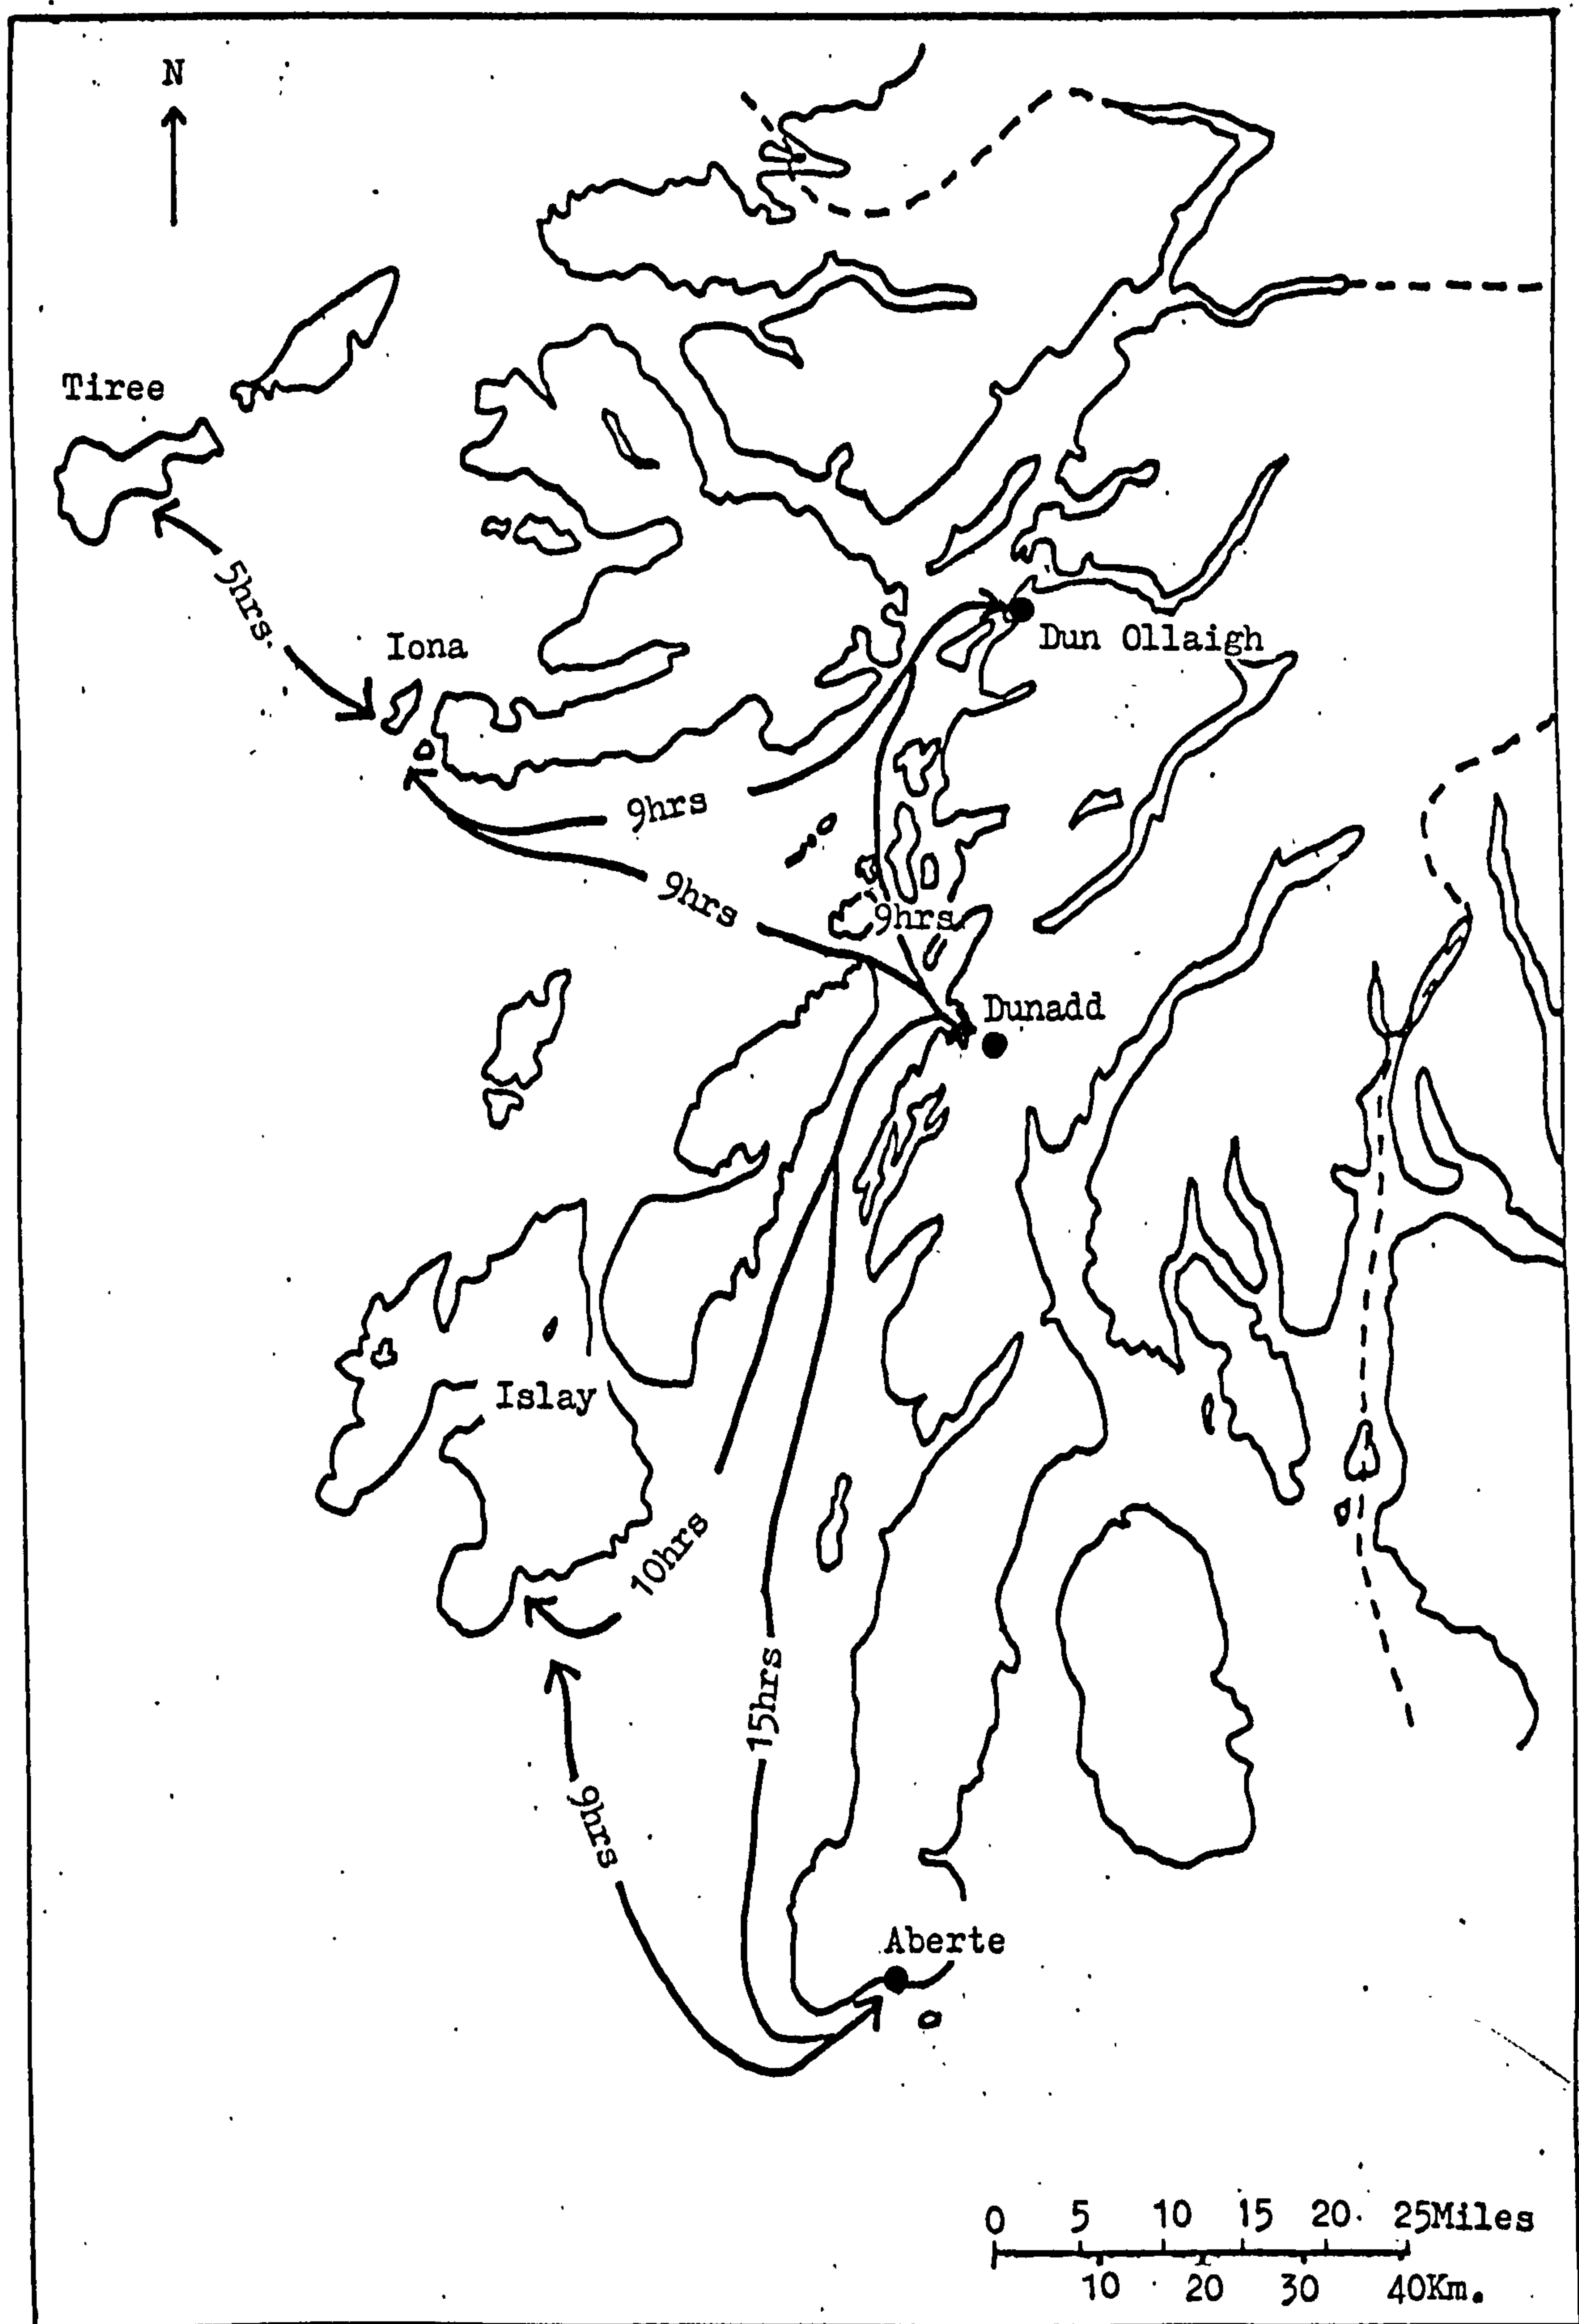 N
Tiree
5hrs.
Iona
Dun Ollaigh
9hrs
9hrs
9hrs
Dunadd
Islay
10hrs
15hrs
9hrs
Aberte
0 5 10 15 20 25Miles
10 20 30 40Km.